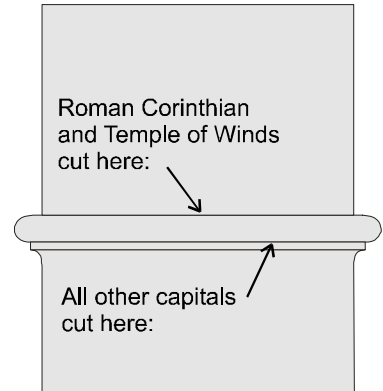 Roman Corinthian
and Temple of Winds
cut here:
All other capitals
cut here: